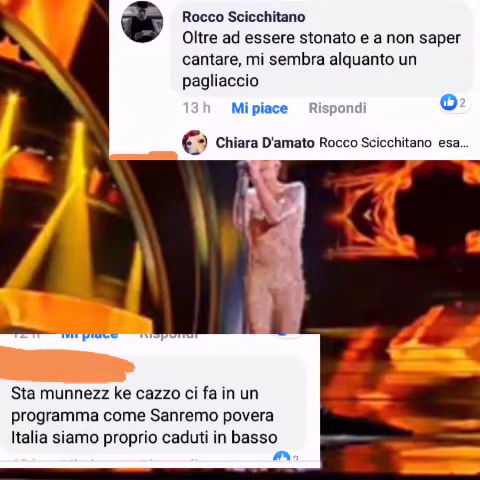 Rocco Scicchitano
Oltre ad essere stonato e a non saper
cantare, mi sembra alquanto un
pagliaccio
13 h Mi piace Rispondi 2
Chiara D'amato Rocco Scicchitano esa...
Mi piace Rispondi
Sta munnezz ke cazzo ci fa in un
programma come Sanremo povera
Italia siamo proprio caduti in basso
2